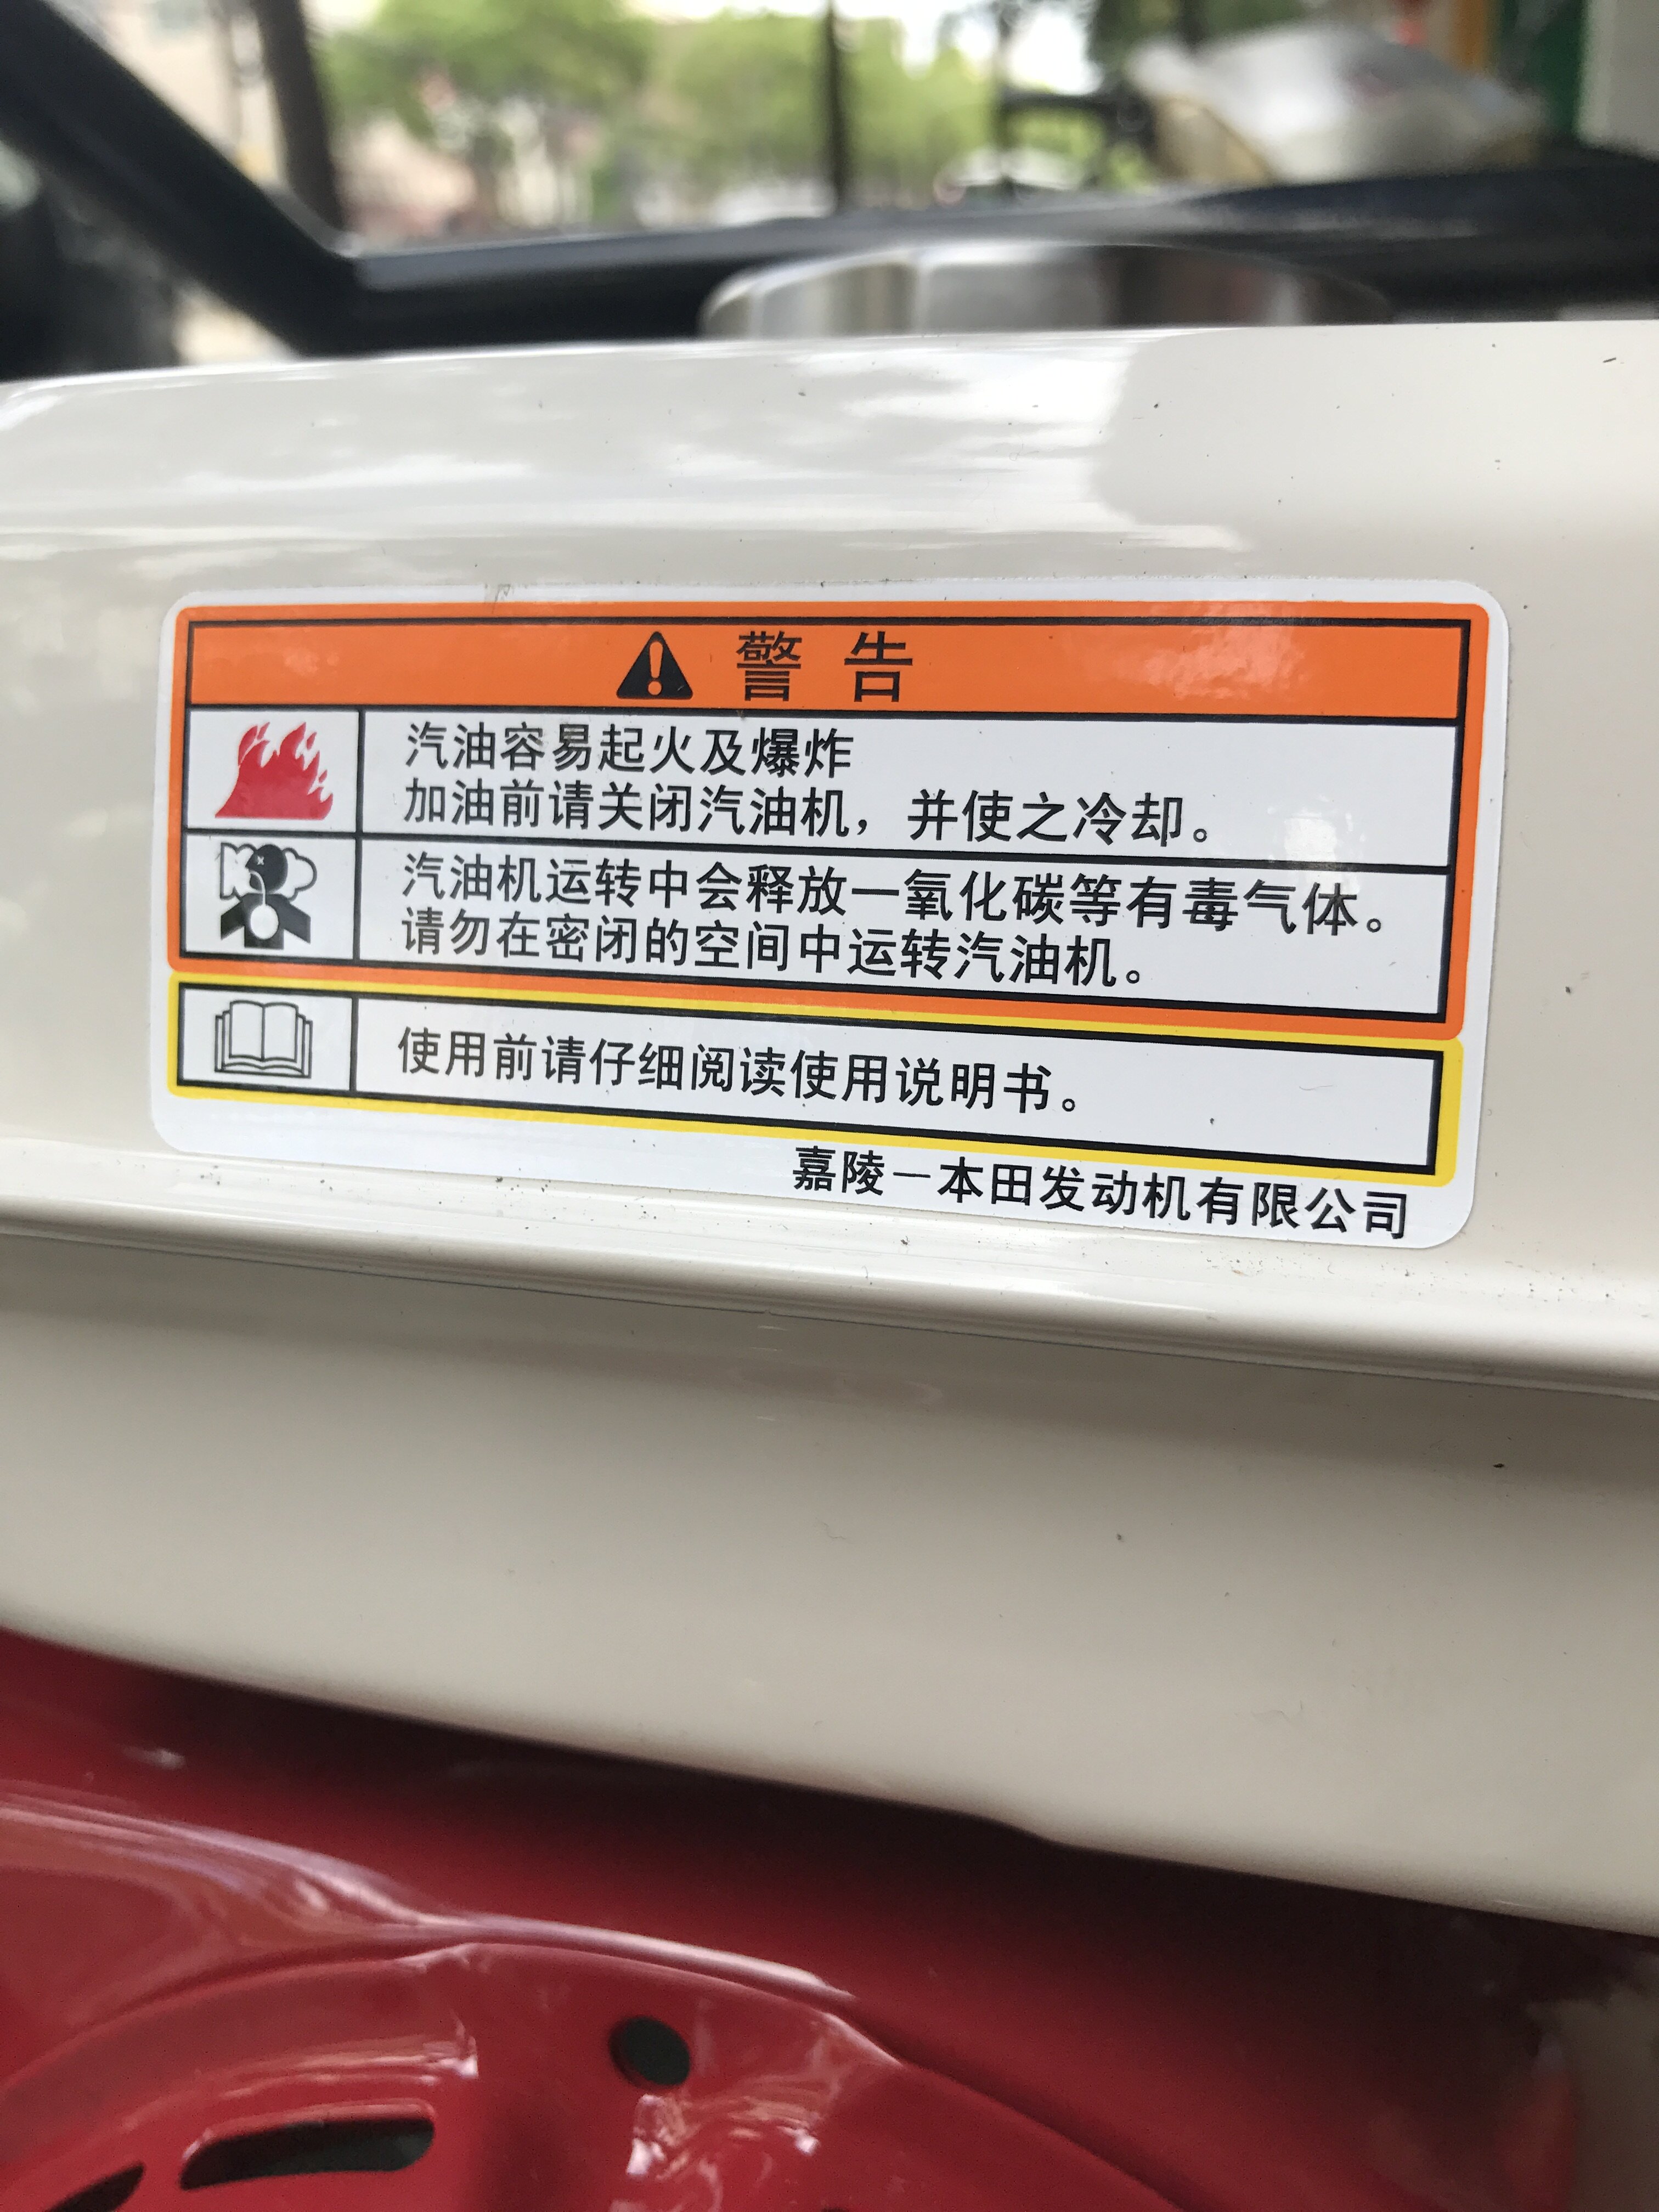 警告
汽油容易起火及爆炸
加油前请关闭汽油机，并使之冷却。
汽油机运转中会释放一氧化碳等有毒气体。
请勿在密闭的空间中运转汽油机。
使用前请仔细阅读使用说明书。
嘉陵－本田发动机有限公司